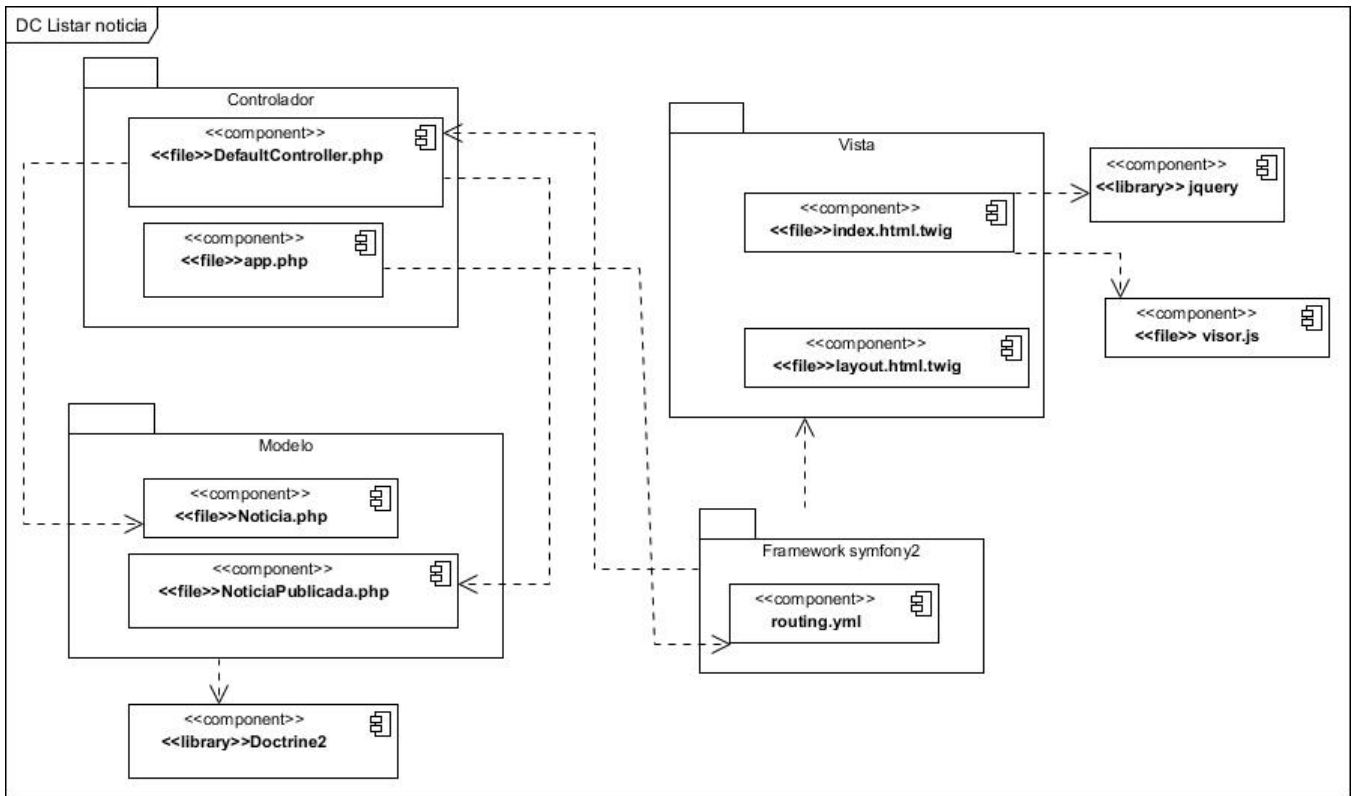 DC Listar noticia
Controlador
<<component>>
<<file>>DefaultController.php
<<component>>
<<file>>app.php
Vista
<<component>>
<<file>>index.html.twig
<<component>>
<<file>>layout.html.twig
<<component>>
<<library>> jquery
<<component>>
<<file>> visor.js
Modelo
<<component>>
<<file>>Noticia.php
<<component>>
<<file>>NoticiaPublicada.php
Framework symfony2
<<component>>
routing.yml
<<component>>
<<library>>Doctrine2